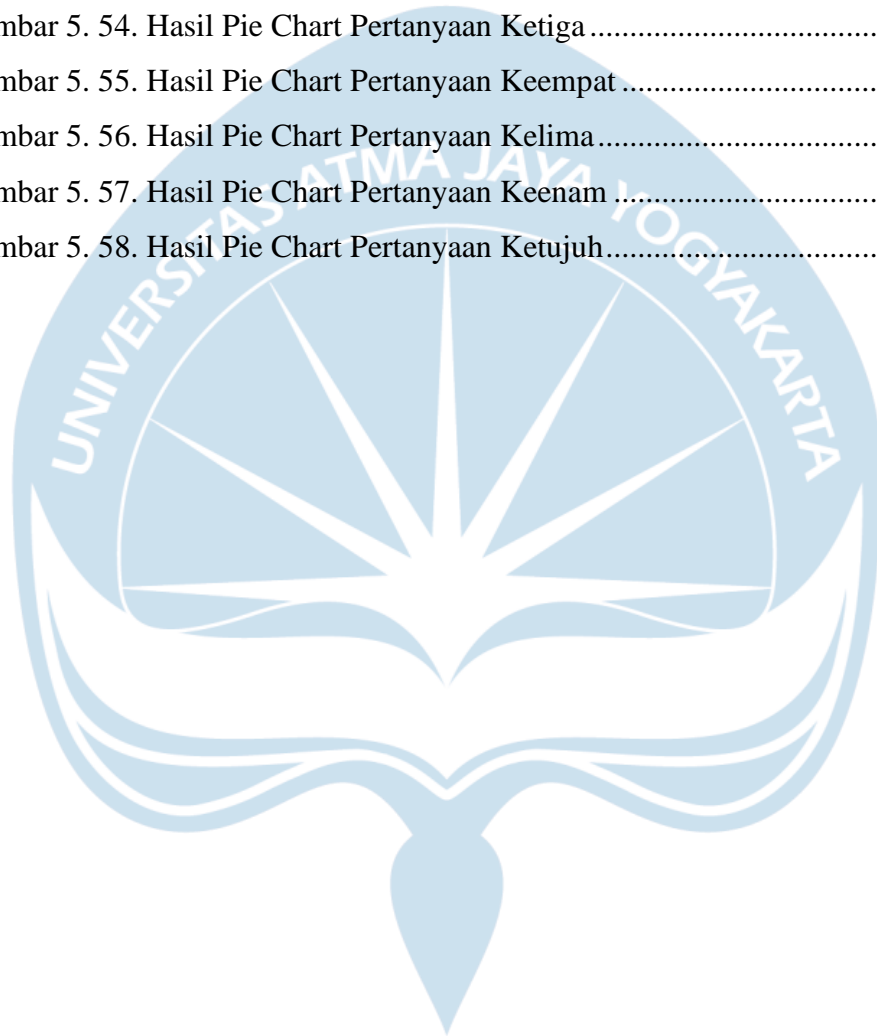 mbar 5. 54. Hasil Pie Chart Pertanyaan Ketiga ...................................
mbar 5. 55. Hasil Pie Chart Pertanyaan Keempat ...............................
mbar 5. 56. Hasil Pie Chart Pertanyaan Kelima ..................................
mbar 5. 57. Hasil Pie Chart Pertanyaan Keenam ................................
mbar 5. 58. Hasil Pie Chart Pertanyaan Ketujuh .................................
UNIVERSITAS ATMA JAYA YOGYAKARTA